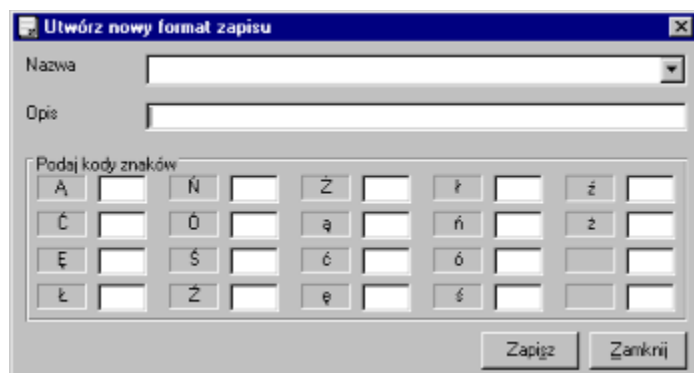 Utwórz nowy format zapisu
Nazwa
Opis
Podaj kody znaków
Ą Ń Ż ł ź
Ć Ó ą ń ż
Ę Ś ć ó
Ł Ź ę ś
Zapisz Zamknij